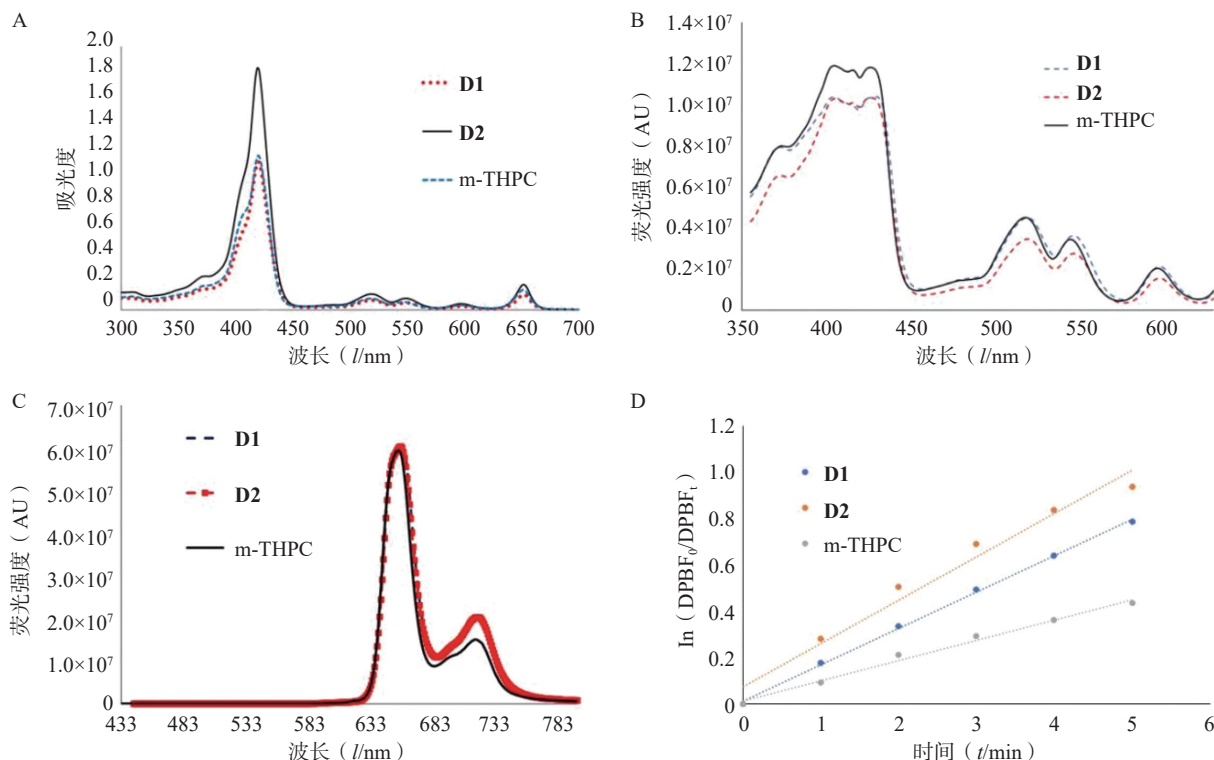 A
2.0
1.8
1.6
1.4
1.2
1.0
0.8
0.6
0.4
0.2
0
吸光度
300 350 400 450 500 550 600 650 700
波长（l/nm）
D1
D2
m-THPC
B
1.4×10⁷
1.2×10⁷
1.0×10⁷
0.8×10⁷
0.6×10⁷
0.4×10⁷
0.2×10⁷
0
荧光强度（AU）
350 400 450 500 550 600
波长（l/nm）
D1
D2
m-THPC
C
7.0×10⁷
6.0×10⁷
5.0×10⁷
4.0×10⁷
3.0×10⁷
2.0×10⁷
1.0×10⁷
0
荧光强度（AU）
433 485 533 583 633 685 733 785
波长（l/nm）
D1
D2
m-THPC
D
1.2
1.0
0.8
0.6
0.4
0.2
0
In（DPBF₀/DPBFₜ）
0 1 2 3 4 5 6
时间（t/min）
D1
D2
m-THPC